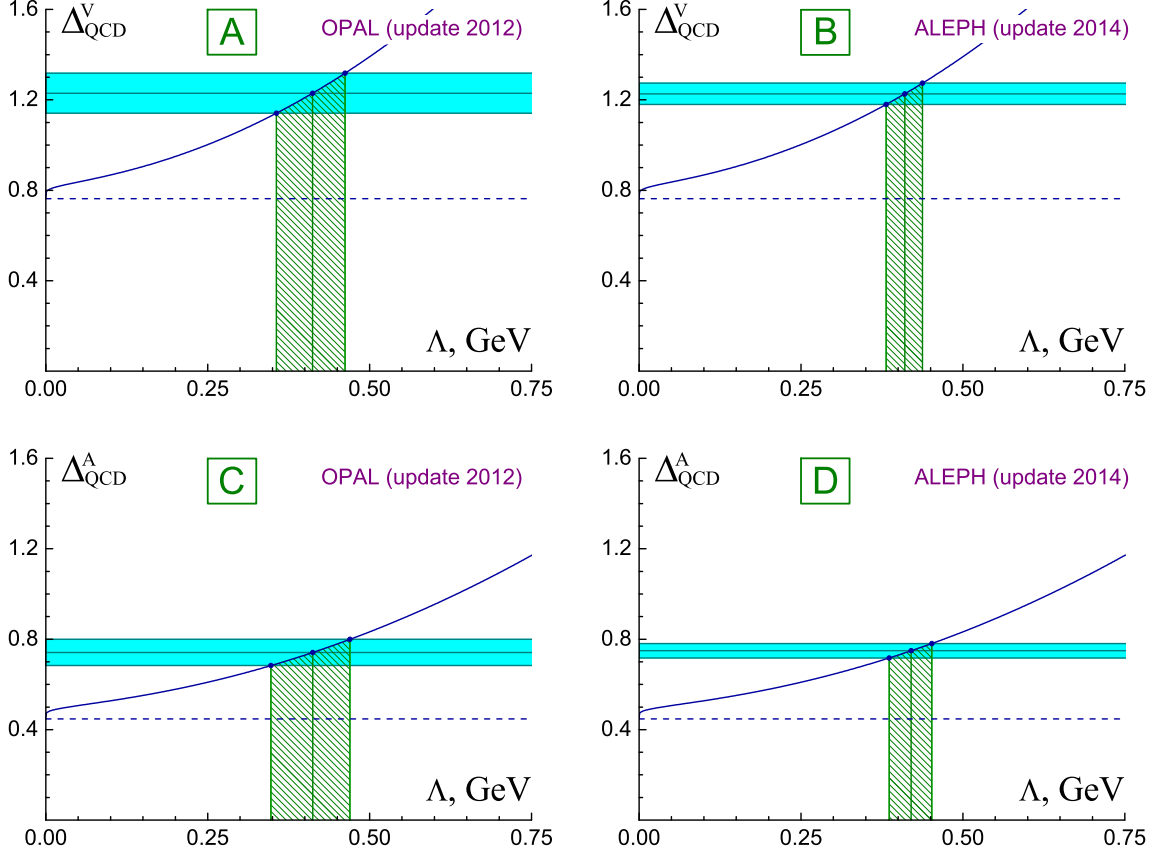 1.6
Δ^V_QCD
A
OPAL (update 2012)
1.2
0.8
0.4
Λ, GeV
0.00 0.25 0.50 0.75
1.6
Δ^V_QCD
B
ALEPH (update 2014)
1.2
0.8
0.4
Λ, GeV
0.00 0.25 0.50 0.75
1.6
Δ^A_QCD
C
OPAL (update 2012)
1.2
0.8
0.4
Λ, GeV
0.00 0.25 0.50 0.75
1.6
Δ^A_QCD
D
ALEPH (update 2014)
1.2
0.8
0.4
Λ, GeV
0.00 0.25 0.50 0.75